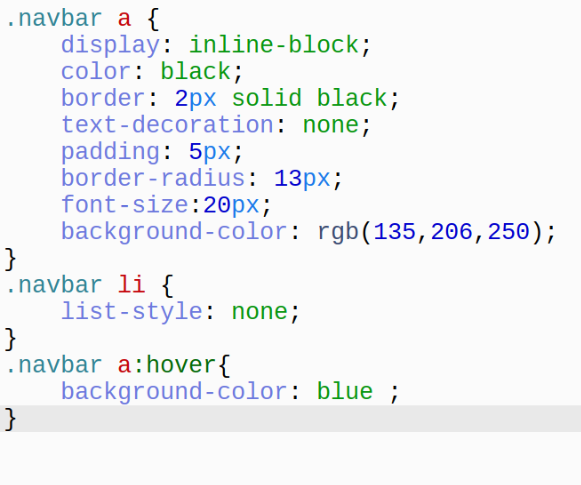 .navbar a {
    display: inline-block;
    color: black;
    border: 2px solid black;
    text-decoration: none;
    padding: 5px;
    border-radius: 13px;
    font-size:20px;
    background-color: rgb(135,206,250);
}
.navbar li {
    list-style: none;
}
.navbar a:hover{
    background-color: blue ;
}